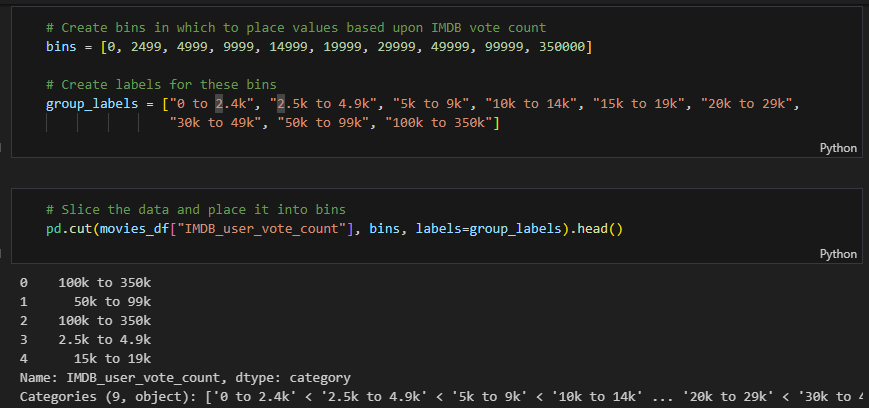 # Create bins in which to place values based upon IMDB vote count
bins = [0, 2499, 4999, 9999, 14999, 19999, 29999, 49999, 99999, 350000]
# Create labels for these bins
group_labels = ["0 to 2.4k", "2.5k to 4.9k", "5k to 9k", "10k to 14k", "15k to 19k", "20k to 29k",
"30k to 49k", "50k to 99k", "100k to 350k"]
Python
# Slice the data and place it into bins
pd.cut(movies_df["IMDB_user_vote_count"], bins, labels=group_labels).head()
Python
0    100k to 350k
1      50k to 99k
2    100k to 350k
3    2.5k to 4.9k
4      15k to 19k
Name: IMDB_user_vote_count, dtype: category
Categories (9, object): ['0 to 2.4k' < '2.5k to 4.9k' < '5k to 9k' < '10k to 14k' ... '20k to 29k' < '30k to